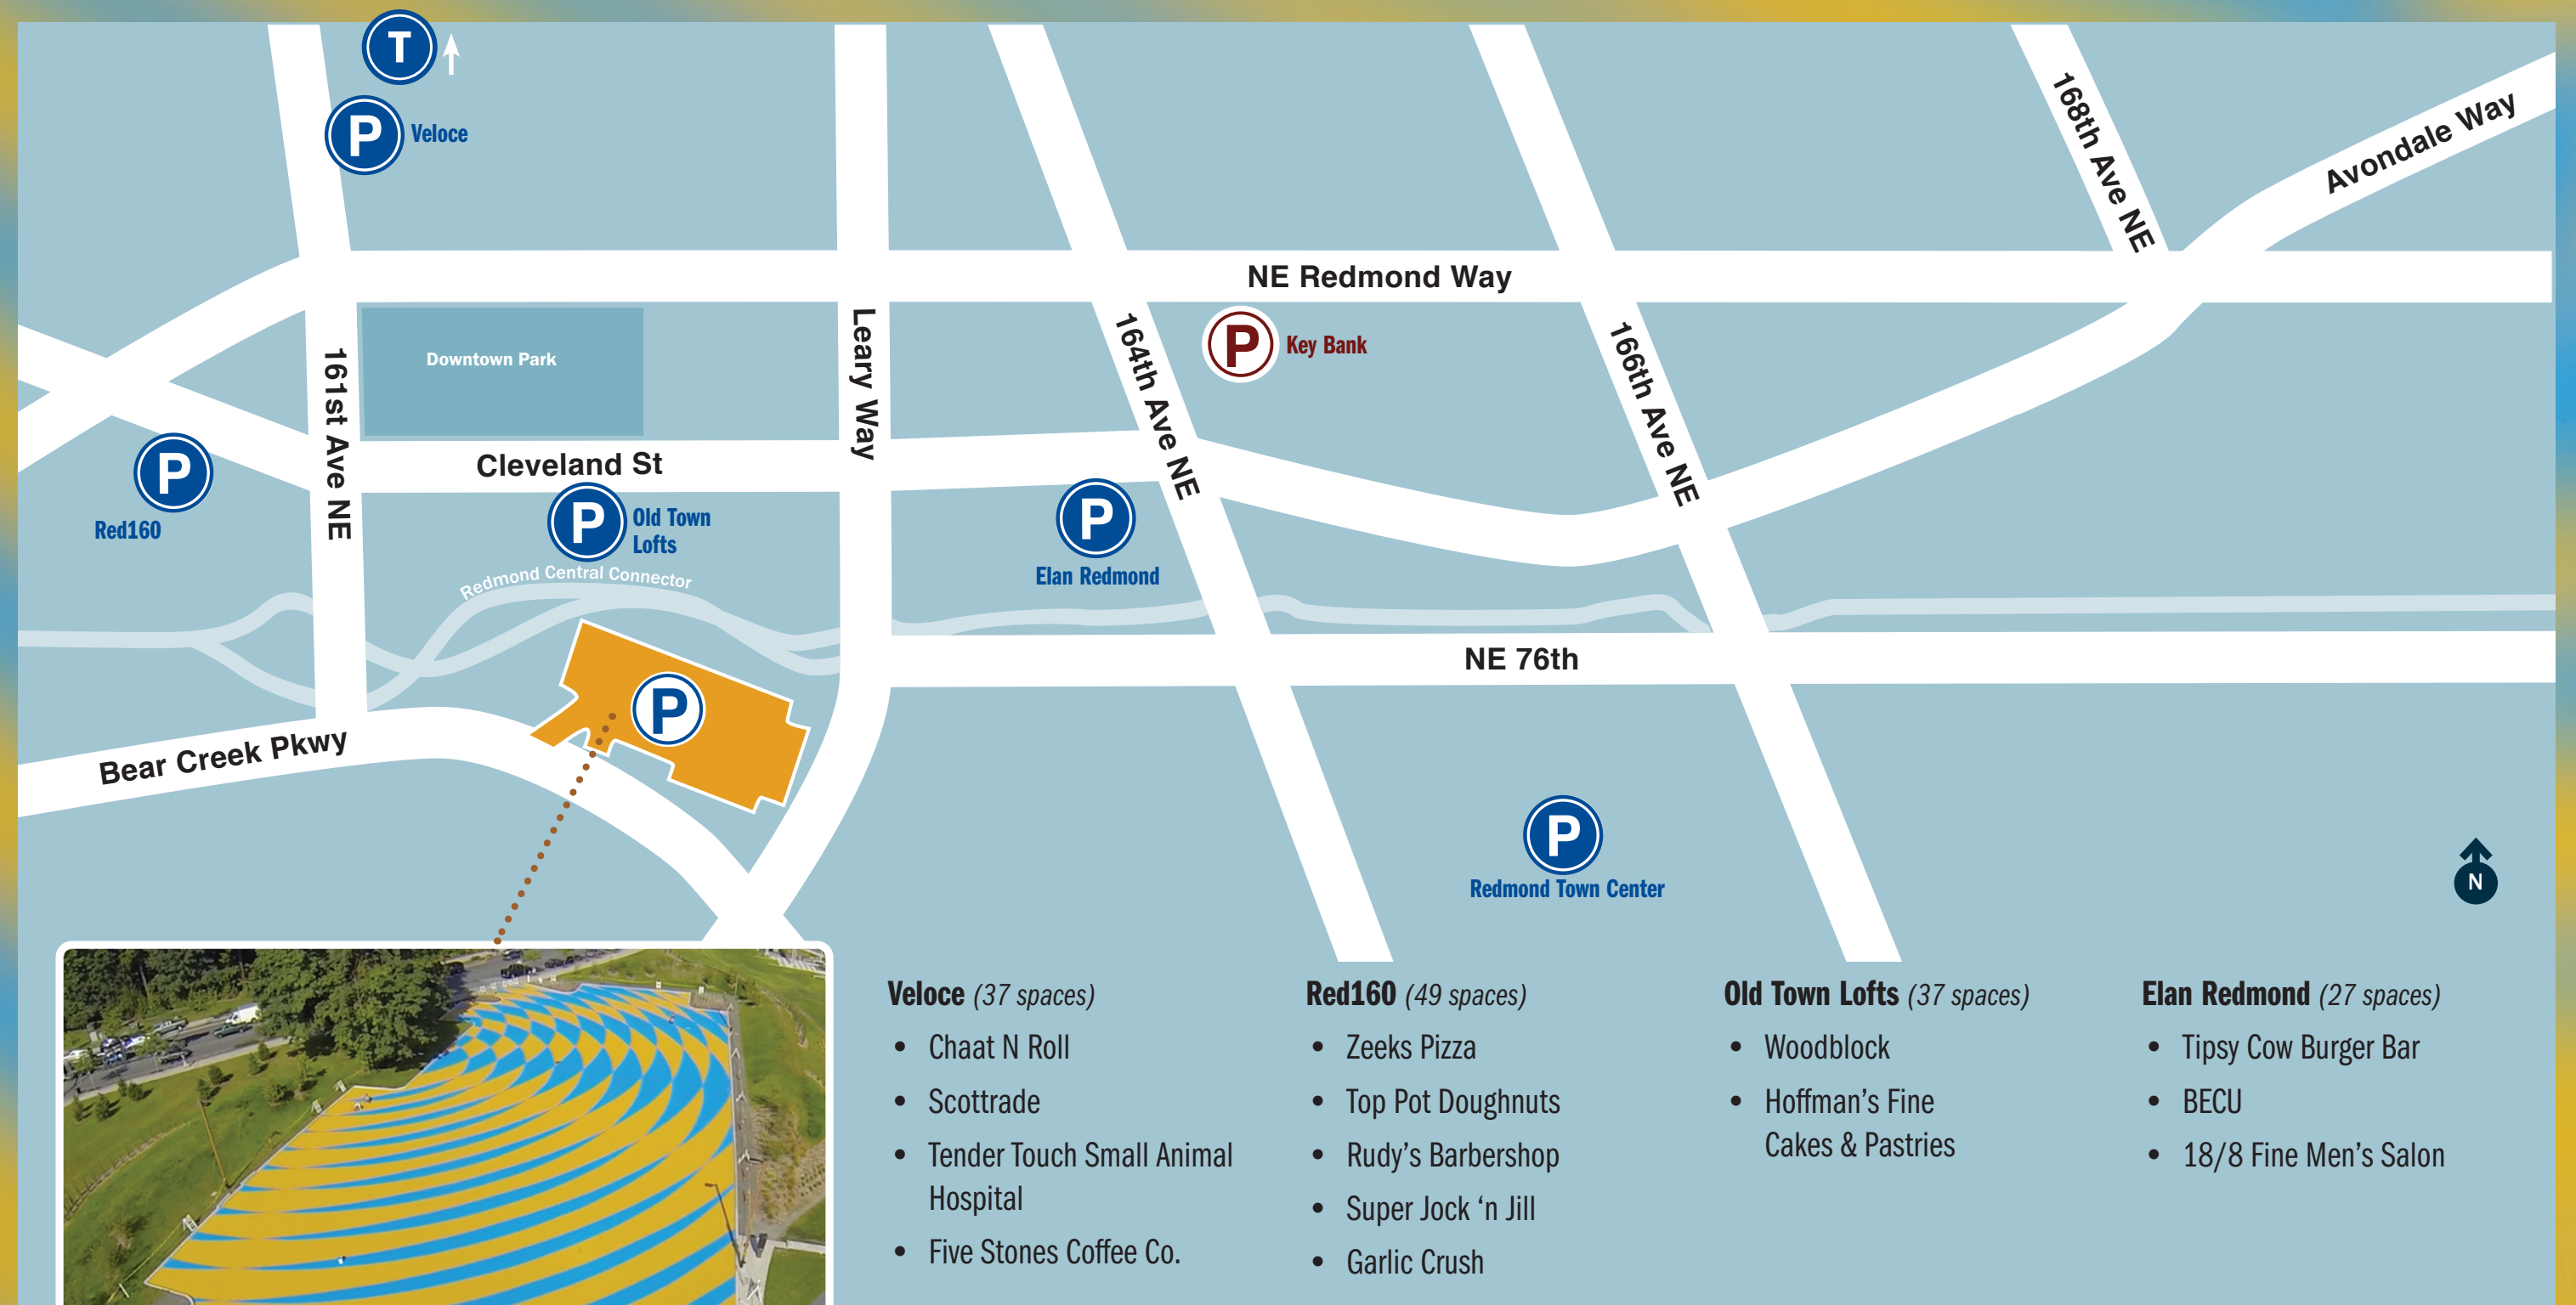 T
P
Veloce
168th Ave NE
Avondale Way
NE Redmond Way
Downtown Park
161st Ave NE
Leary Way
164th Ave NE
P
Key Bank
166th Ave NE
Cleveland St
P
Red160
P
Old Town
Lofts
P
Elan Redmond
Redmond Central Connector
NE 76th
P
Bear Creek Pkwy
P
Redmond Town Center
N
Veloce (37 spaces)
• Chaat N Roll
• Scottrade
• Tender Touch Small Animal
Hospital
• Five Stones Coffee Co.
Red160 (49 spaces)
• Zeeks Pizza
• Top Pot Doughnuts
• Rudy’s Barbershop
• Super Jock ‘n Jill
• Garlic Crush
Old Town Lofts (37 spaces)
• Woodblock
• Hoffman’s Fine
Cakes & Pastries
Elan Redmond (27 spaces)
• Tipsy Cow Burger Bar
• BECU
• 18/8 Fine Men’s Salon